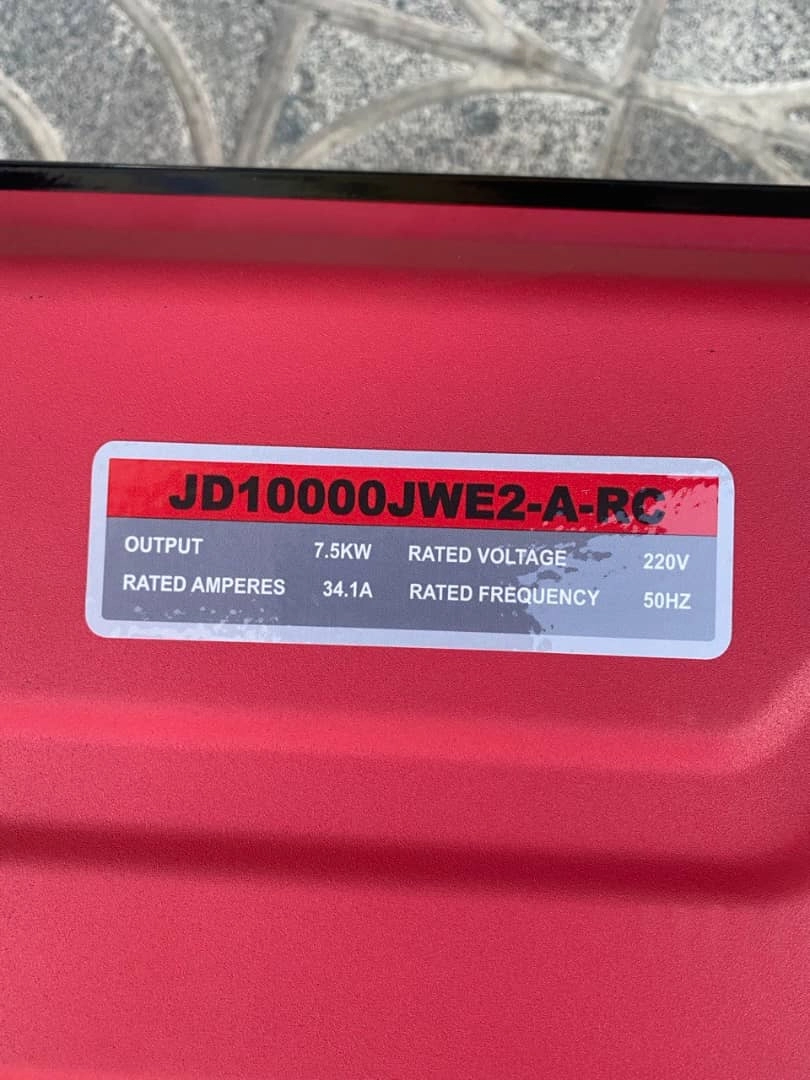 JD10000JWE2-A-RC
OUTPUT 7.5KW RATED VOLTAGE 220V
RATED AMPERES 34.1A RATED FREQUENCY 50HZ